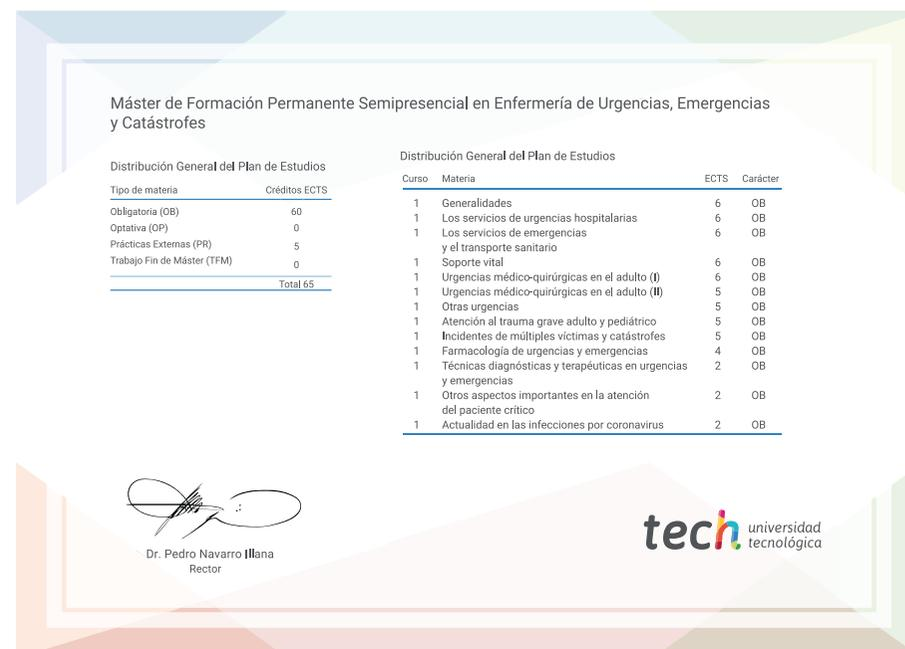 Máster de Formación Permanente Semipresencial en Enfermería de Urgencias, Emergencias
y Catástrofes
Distribución General del Plan de Estudios
Tipo de materia Créditos ECTS
Obligatoria (OB) 60
Optativa (OP) 0
Prácticas Externas (PR) 5
Trabajo Fin de Máster (TFM) 0
Total 65
Distribución General del Plan de Estudios
Curso Materia ECTS Carácter
1 Generalidades 6 OB
1 Los servicios de urgencias hospitalarias 6 OB
1 Los servicios de emergencias 6 OB
y el transporte sanitario
1 Soporte vital 6 OB
1 Urgencias médico-quirúrgicas en el adulto (I) 6 OB
1 Urgencias médico-quirúrgicas en el adulto (II) 5 OB
1 Otras urgencias 5 OB
1 Atención al trauma grave adulto y pediátrico 5 OB
1 Incidentes de múltiples víctimas y catástrofes 5 OB
1 Farmacología de urgencias y emergencias 4 OB
1 Técnicas diagnósticas y terapéuticas en urgencias 2 OB
y emergencias
1 Otros aspectos importantes en la atención 2 OB
del paciente crítico
1 Actualidad en las infecciones por coronavirus 2 OB
Dr. Pedro Navarro Illana
Rector
tech universidad
tecnológica